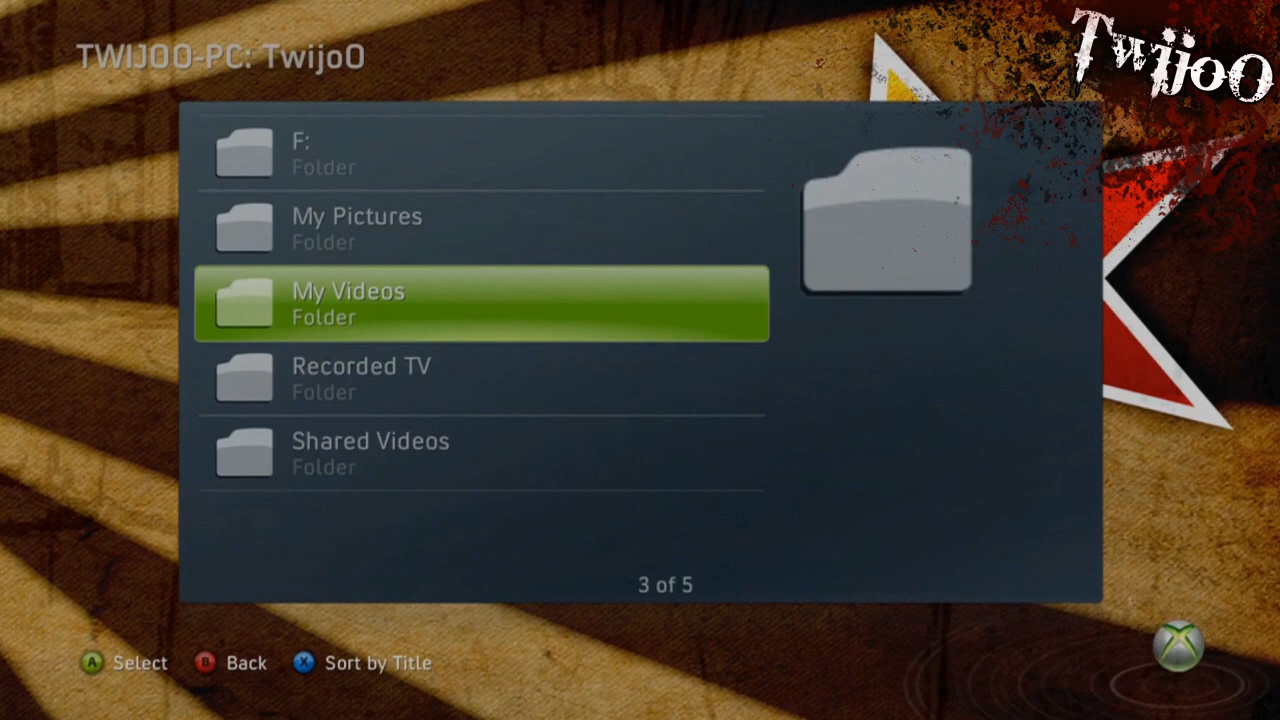 TWIJOO-PC: TwijoO
TwijoO
F:
Folder
My Pictures
Folder
My Videos
Folder
Recorded TV
Folder
Shared Videos
Folder
3 of 5
A Select B Back X Sort by Title